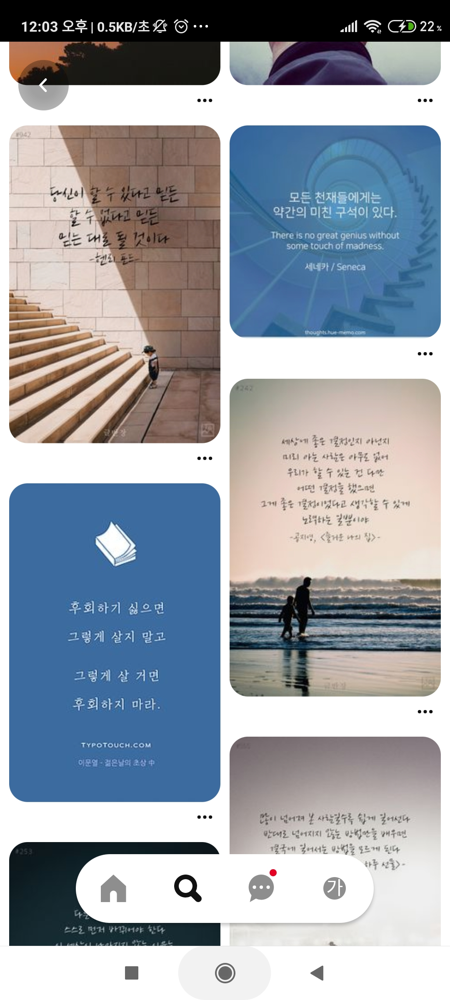 12:03 오후 | 0.5KB/초
22 %
#942
당신이 할 수 있다고 믿든
할 수 없다고 믿든
믿는 대로 될 것이다
-헨리 포드-
글반장
모든 천재들에게는
약간의 미친 구석이 있다.
There is no great genius without
some touch of madness.
세네카 / Seneca
thoughts.hue-memo.com
#242
세상에 좋은 결정인지 아닌지
미리 아는 사람은 아무도 없어
우리가 할 수 있는 건 다만
어떤 결정을 했으면
그게 좋은 결정이었다고 생각할 수 있게
노력하는 일뿐이야
-공지영, <즐거운 나의 집>-
글반장
후회하기 싫으면
그렇게 살지 말고
그렇게 살 거면
후회하지 마라.
TYPOTOUCH.COM
이문열 - 젊은날의 초상 中
많이 넘어져 본 사람일수록 쉽게 일어선다
반대로 넘어지지 않는 방법만을 배우면
결국에 일어서는 방법을 모르게 된다
하루 선물>-
#253
스스로 먼저 바뀌어야 한다
가